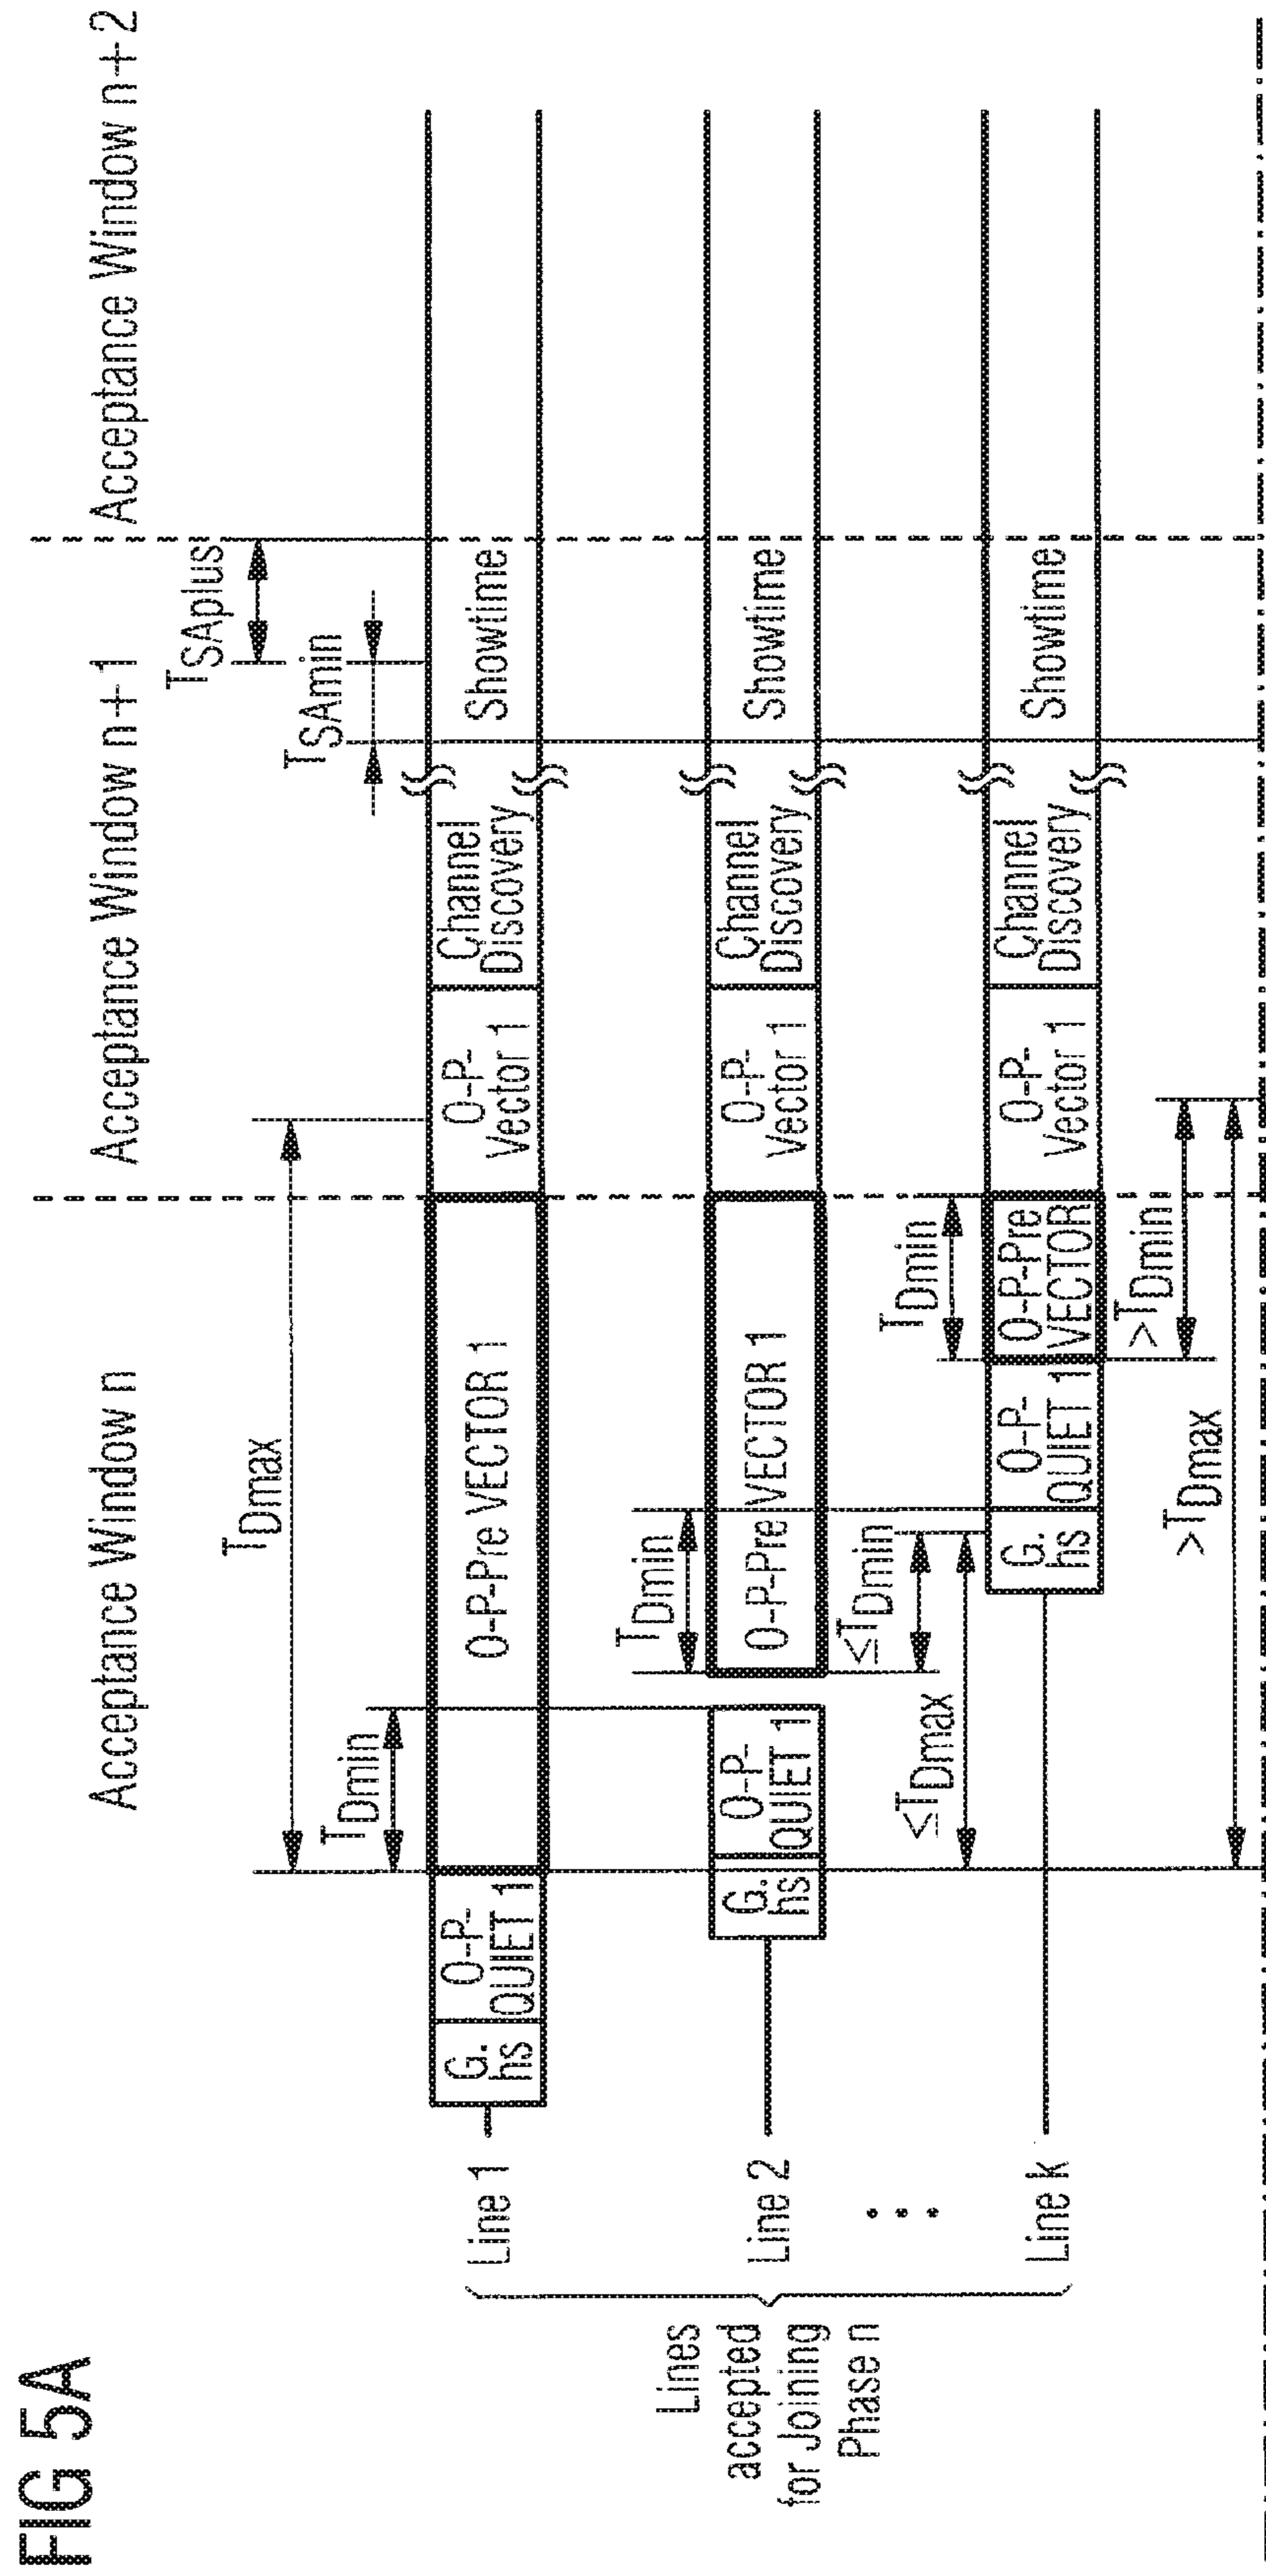 FIG 5A
Acceptance Window n
Acceptance Window n+1
Acceptance Window n+2
TSAplus
TSAmin
TDmax
TDmin
Lines
accepted
for Joining
Phase n
Line 1
G.
hs
O-P-
QUIET 1
O-P-Pre VECTOR 1
O-P-
Vector 1
Channel
Discovery
Showtime
TDmin
Line 2
G.
hs
O-P-
QUIET 1
O-P-Pre VECTOR 1
O-P-
Vector 1
Channel
Discovery
Showtime
≤TDmin
≤TDmax
TDmin
Line k
G.
hs
O-P-
QUIET 1
O-P-Pre
VECTOR
O-P-
Vector 1
Channel
Discovery
Showtime
>TDmin
>TDmax